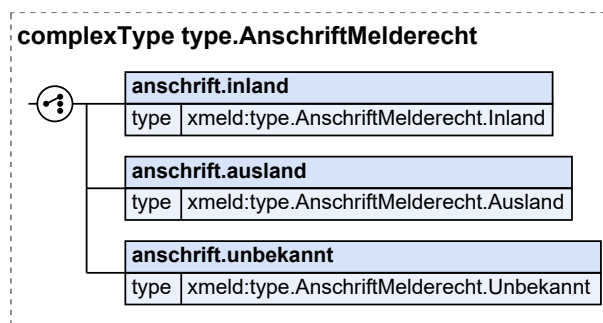 complexType type.AnschriftMelderecht
anschrift.inland
type xmeld:type.AnschriftMelderecht.Inland
anschrift.ausland
type xmeld:type.AnschriftMelderecht.Ausland
anschrift.unbekannt
type xmeld:type.AnschriftMelderecht.Unbekannt